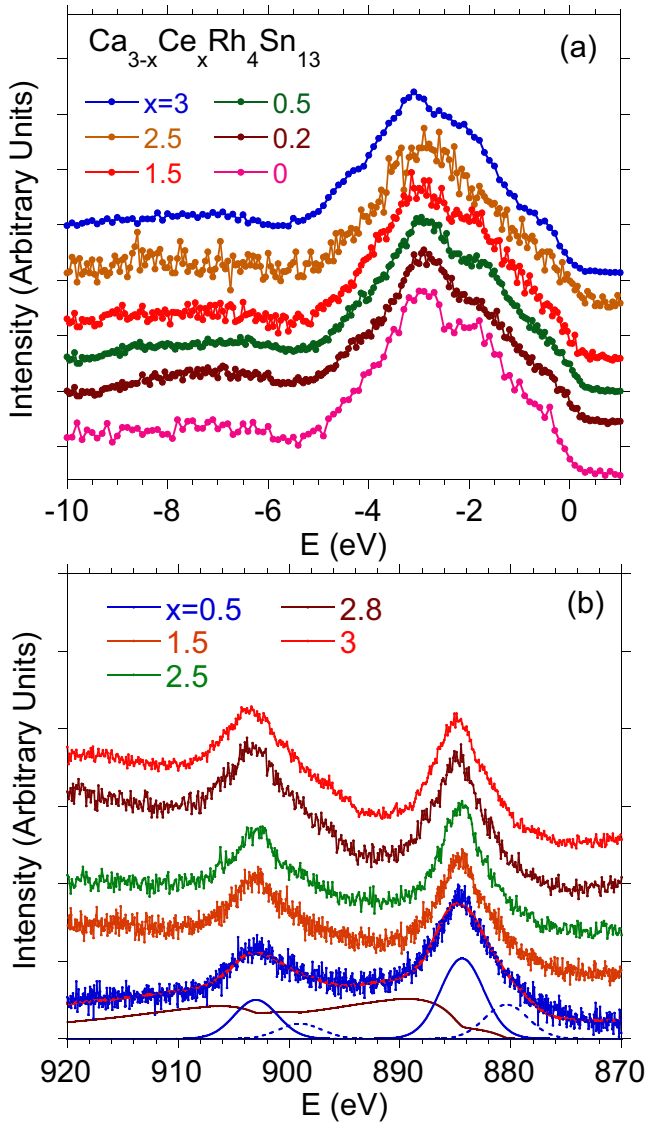 Ca3-xCexRh4Sn13
(a)
x=3
0.5
2.5
0.2
1.5
0
Intensity (Arbitrary Units)
-10
-8
-6
-4
-2
0
E (eV)
(b)
x=0.5
2.8
1.5
3
2.5
Intensity (Arbitrary Units)
920
910
900
890
880
870
E (eV)